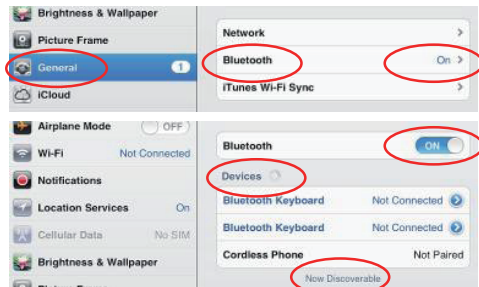 Brightness & Wallpaper
Picture Frame
General 1
iCloud
Network
Bluetooth On
iTunes Wi-Fi Sync
Airplane Mode OFF
Wi-Fi Not Connected
Notifications
Location Services On
Cellular Data No SIM
Brightness & Wallpaper
Picture Frame
Bluetooth ON
Devices
Bluetooth Keyboard Not Connected
Bluetooth Keyboard Not Connected
Cordless Phone Not Paired
Now Discoverable